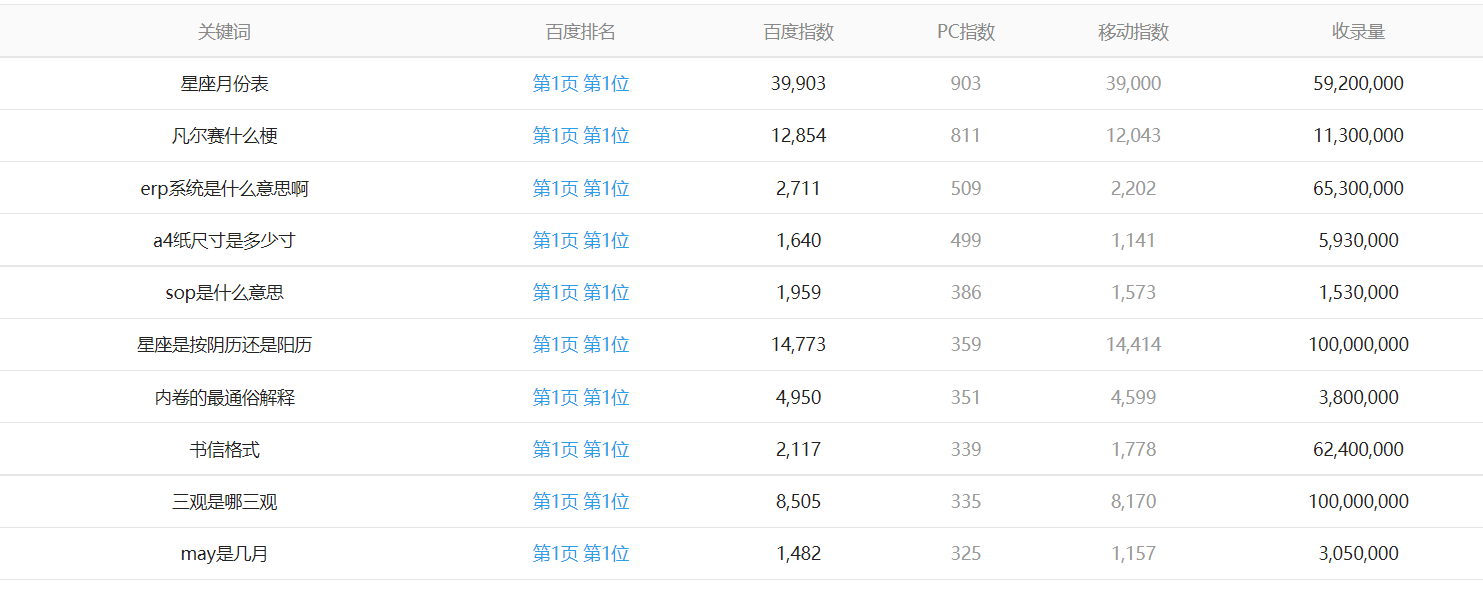 关键词 百度排名 百度指数 PC指数 移动指数 收录量
星座月份表 第1页 第1位 39,903 903 39,000 59,200,000
凡尔赛什么梗 第1页 第1位 12,854 811 12,043 11,300,000
erp系统是什么意思啊 第1页 第1位 2,711 509 2,202 65,300,000
a4纸尺寸是多少寸 第1页 第1位 1,640 499 1,141 5,930,000
sop是什么意思 第1页 第1位 1,959 386 1,573 1,530,000
星座是按阴历还是阳历 第1页 第1位 14,773 359 14,414 100,000,000
内卷的最通俗解释 第1页 第1位 4,950 351 4,599 3,800,000
书信格式 第1页 第1位 2,117 339 1,778 62,400,000
三观是哪三观 第1页 第1位 8,505 335 8,170 100,000,000
may是几月 第1页 第1位 1,482 325 1,157 3,050,000